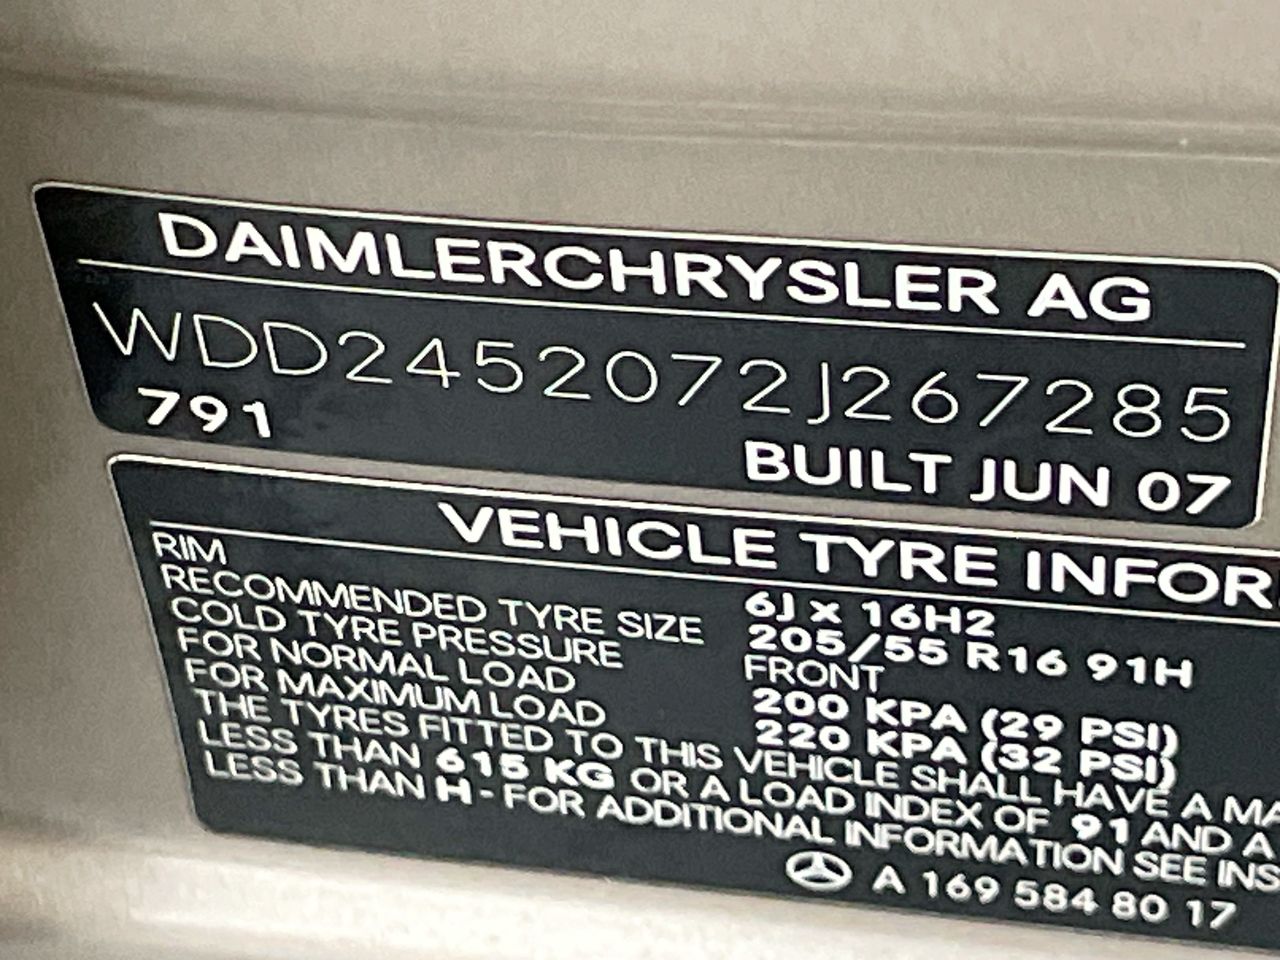 DAIMLERCHRYSLER AG
WDD2452072J267285
791
BUILT JUN 07
VEHICLE TYRE INFOR
RIM 6J x 16H2
RECOMMENDED TYRE SIZE 205/55 R16 91H
COLD TYRE PRESSURE FRONT
FOR NORMAL LOAD 200 KPA (29 PSI)
FOR MAXIMUM LOAD 220 KPA (32 PSI)
THE TYRES FITTED TO THIS VEHICLE SHALL HAVE A MA
LESS THAN 615 KG OR A LOAD INDEX OF 91 AND A
LESS THAN H - FOR ADDITIONAL INFORMATION SEE INS
A 169 584 80 17